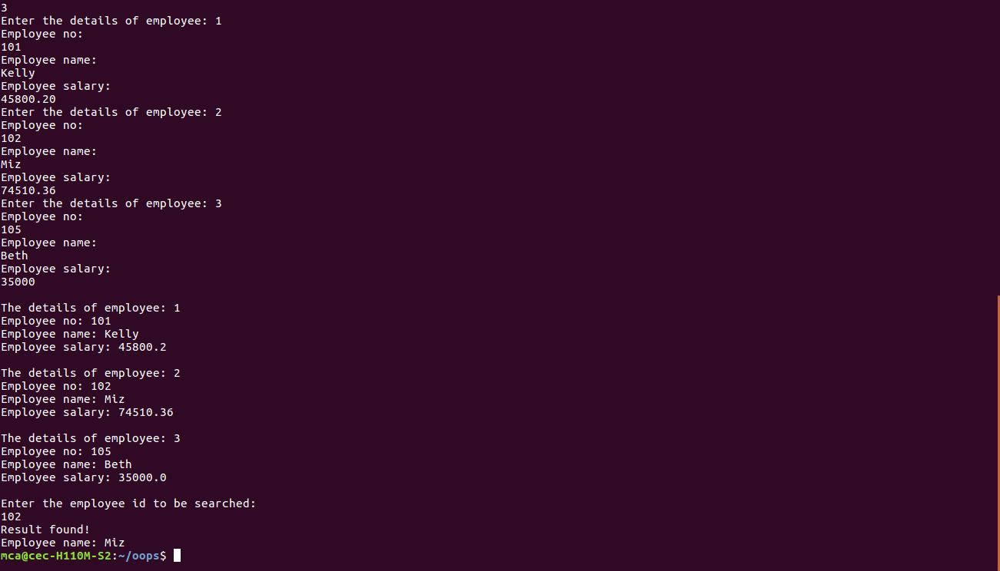 3
Enter the details of employee: 1
Employee no:
101
Employee name:
Kelly
Employee salary:
45800.20
Enter the details of employee: 2
Employee no:
102
Employee name:
Miz
Employee salary:
74510.36
Enter the details of employee: 3
Employee no:
105
Employee name:
Beth
Employee salary:
35000
The details of employee: 1
Employee no: 101
Employee name: Kelly
Employee salary: 45800.2
The details of employee: 2
Employee no: 102
Employee name: Miz
Employee salary: 74510.36
The details of employee: 3
Employee no: 105
Employee name: Beth
Employee salary: 35000.0
Enter the employee id to be searched:
102
Result found!
Employee name: Miz
mca@cec-H110M-S2:~/oops$